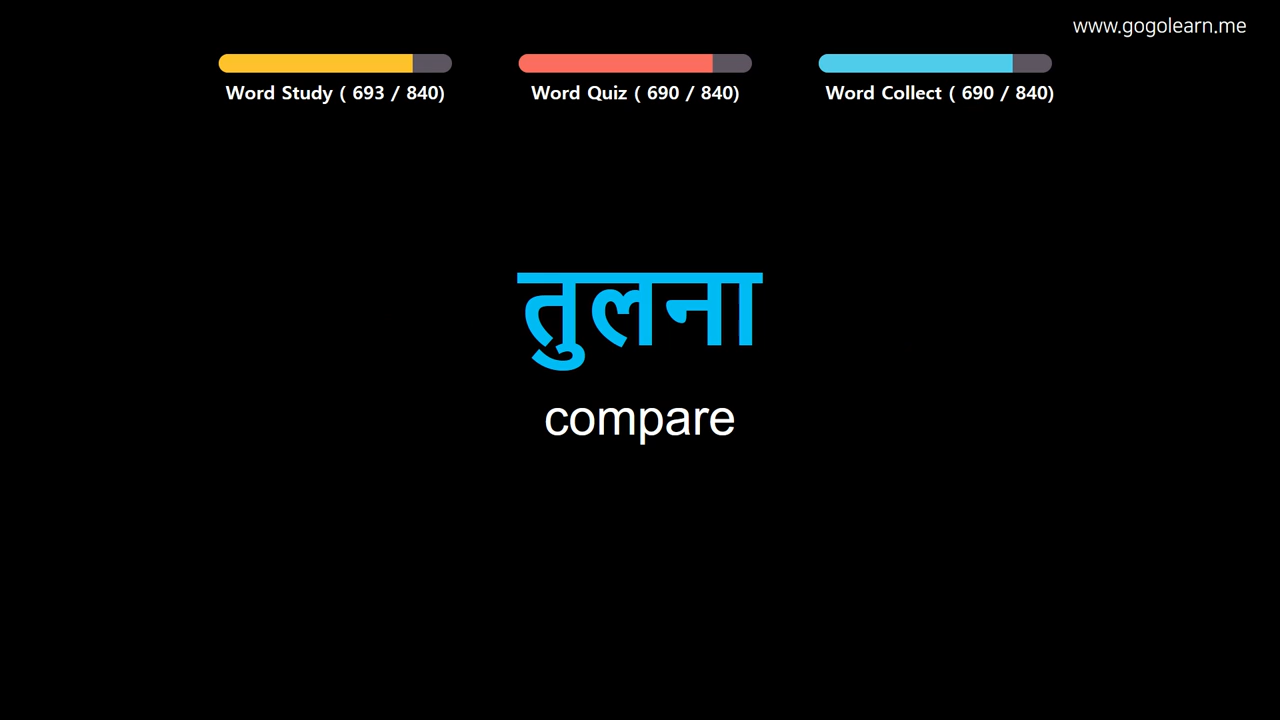 www.gogolearn.me
Word Study ( 693 / 840)
Word Quiz ( 690 / 840)
Word Collect ( 690 / 840)
तुलना
compare